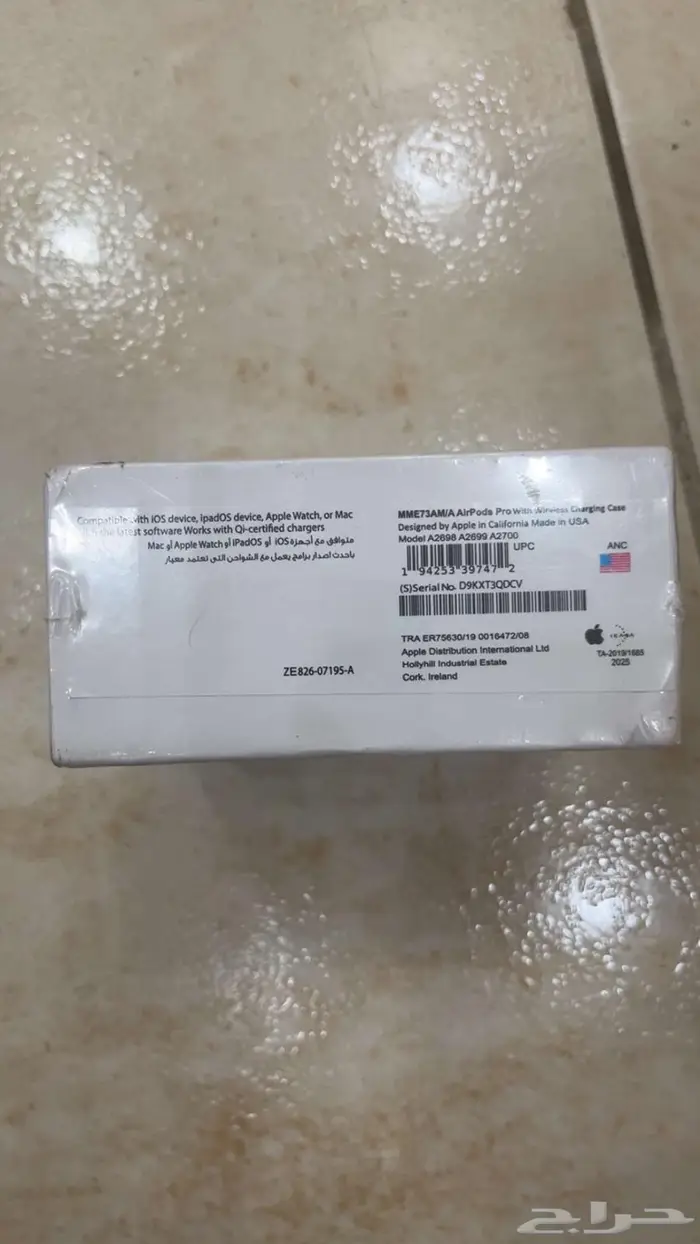 Compatible with iOS device, ipadOS device, Apple Watch, or Mac
the latest software Works with Qi-certified chargers
متوافق مع أجهزة iOS أو iPadOS أو Apple Watch أو Mac
باحدث اصدار برامج يعمل مع الشواحن التى تعتمد معيار
ZE826-07195-A
MME73AM/A AirPods Pro With Wireless Charging Case
Designed by Apple in California Made in USA
Model A2698 A2699 A2700
UPC
1 94253 39747 2
ANC
(S)Serial No. D9KXT3QDCV
TRA ER75630/19 0016472/08
Apple Distribution International Ltd
Hollyhill Industrial Estate
Cork. Ireland
TA-2019/1685
2025
حراج